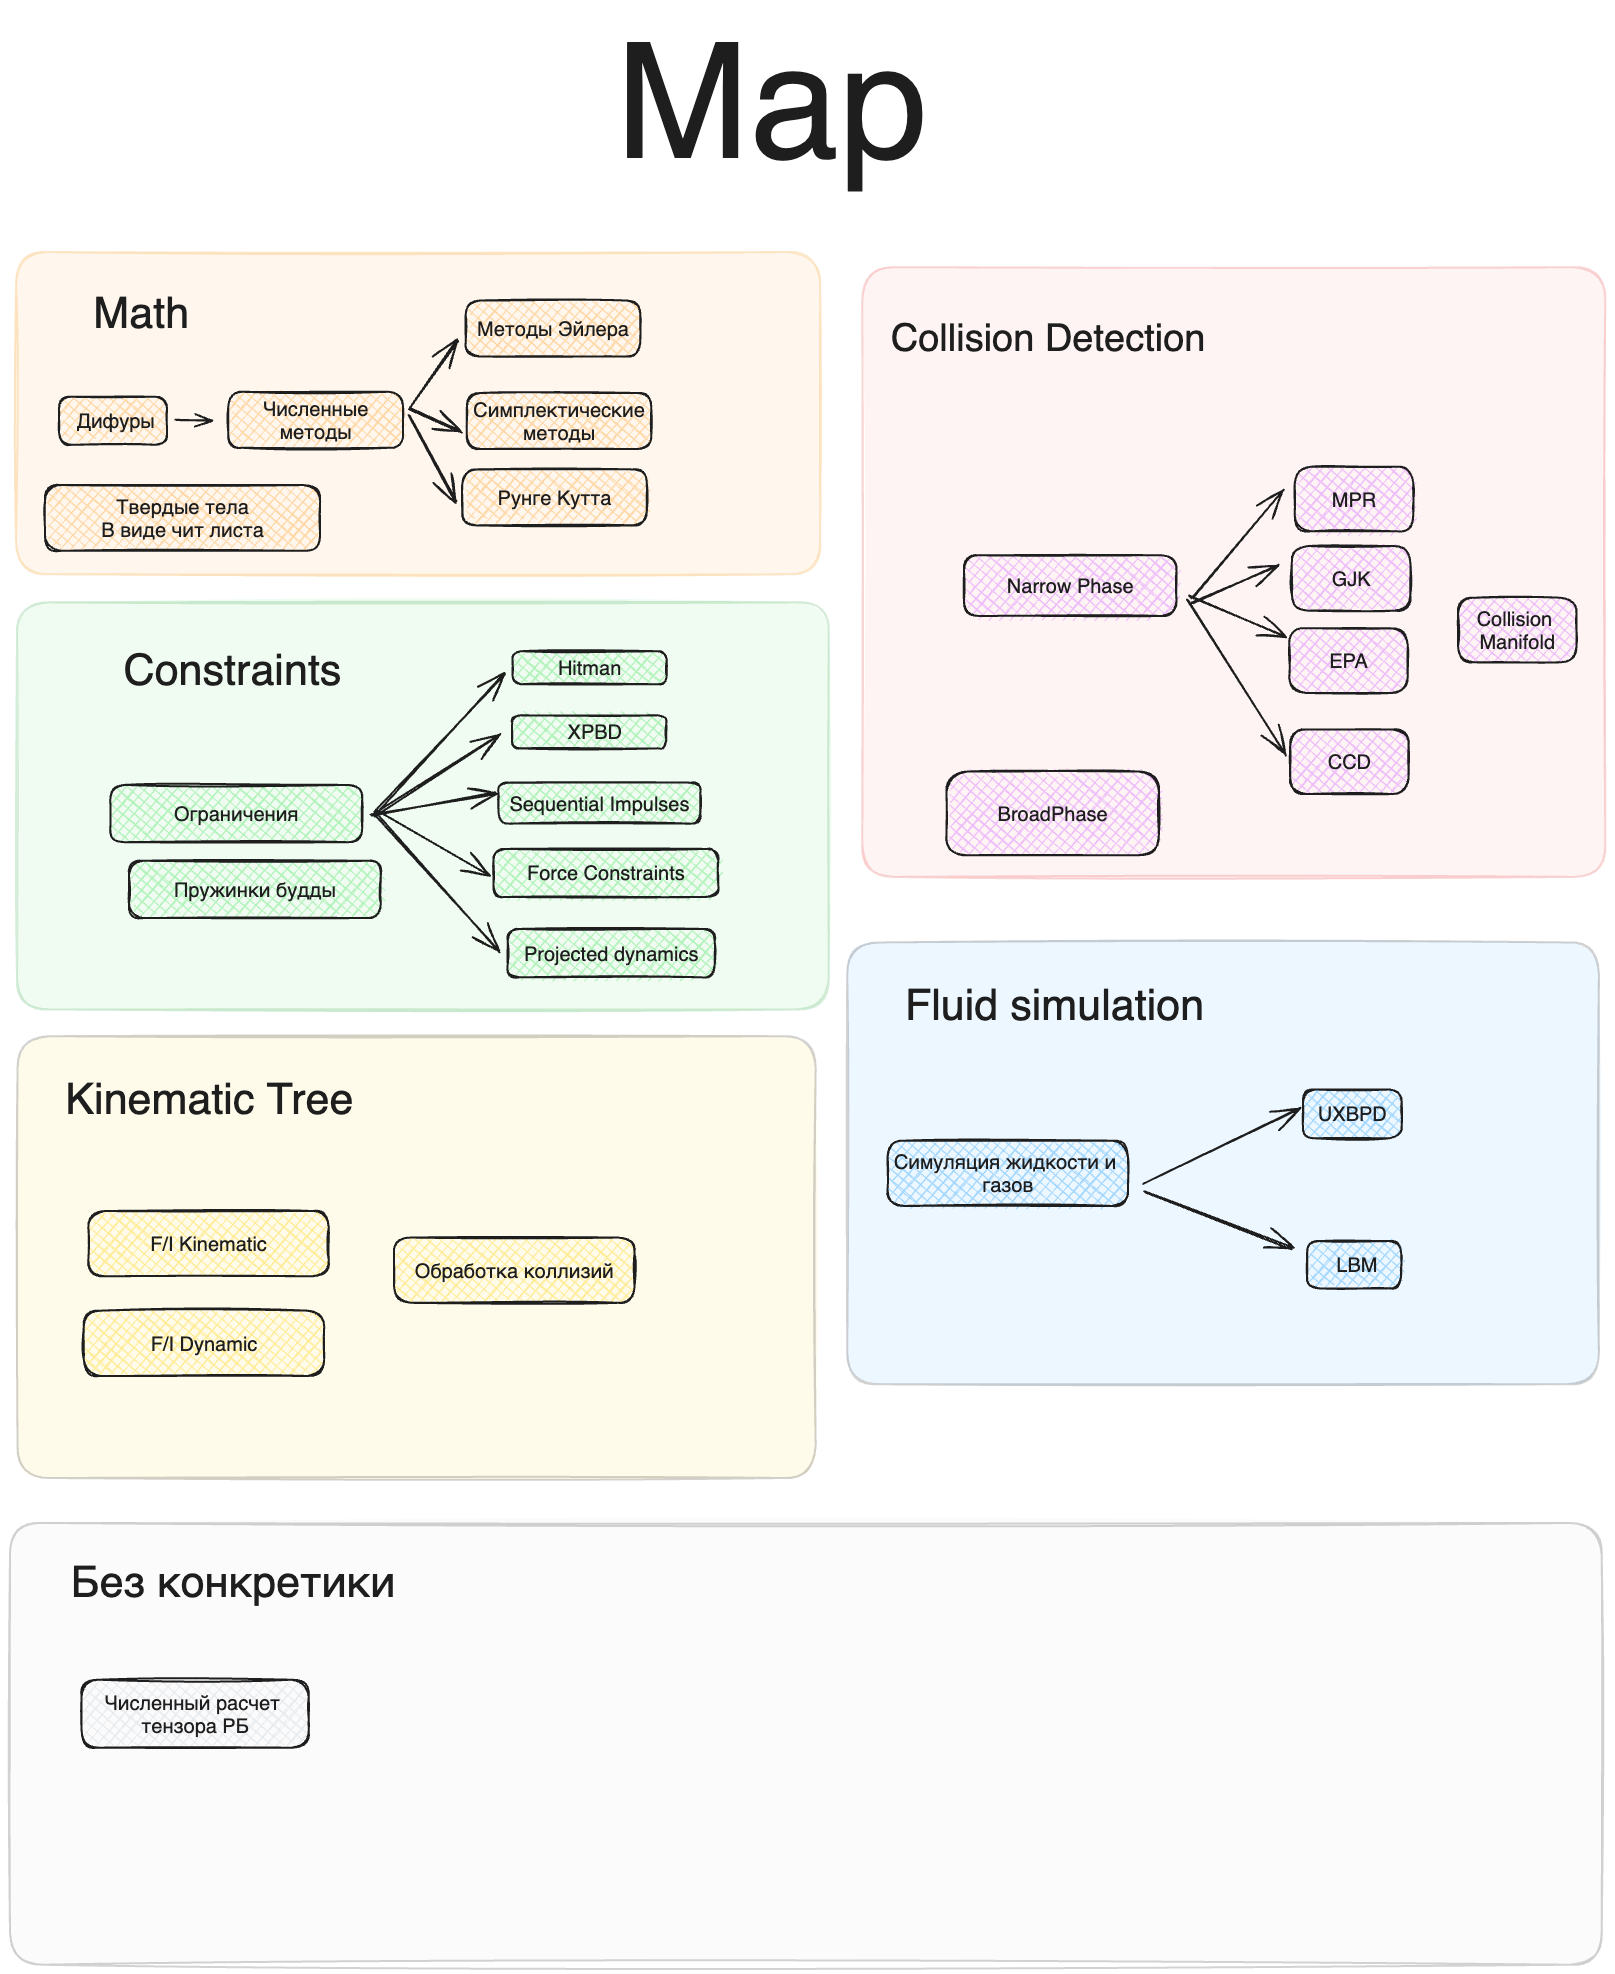 Map
Math
Методы Эйлера
Дифуры
Численные
методы
Симплектические
методы
Рунге Кутта
Твердые тела
В виде чит листа
Collision Detection
Narrow Phase
MPR
GJK
EPA
CCD
Collision
Manifold
BroadPhase
Constraints
Hitman
XPBD
Sequential Impulses
Ограничения
Force Constraints
Пружинки будды
Projected dynamics
Fluid simulation
Симуляция жидкости и
газов
UXBPD
LBM
Kinematic Tree
F/I Kinematic
Обработка коллизий
F/I Dynamic
Без конкретики
Численный расчет
тензора РБ